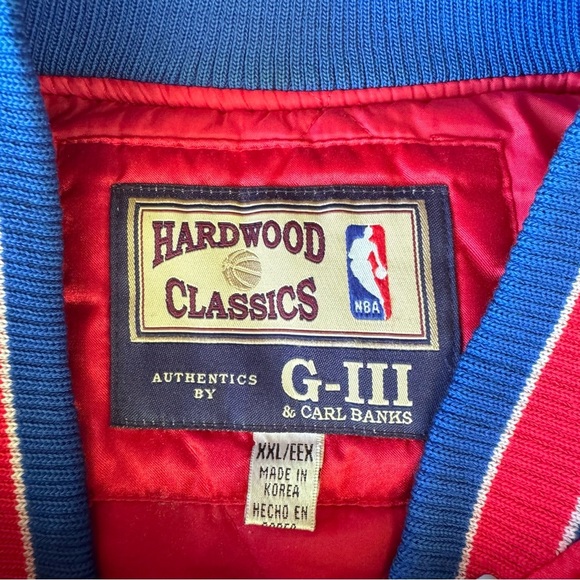 HARDWOOD
CLASSICS
NBA
AUTHENTICS
BY
G-III
& CARL BANKS
XXL/EEX
MADE IN
KOREA
HECHO EN